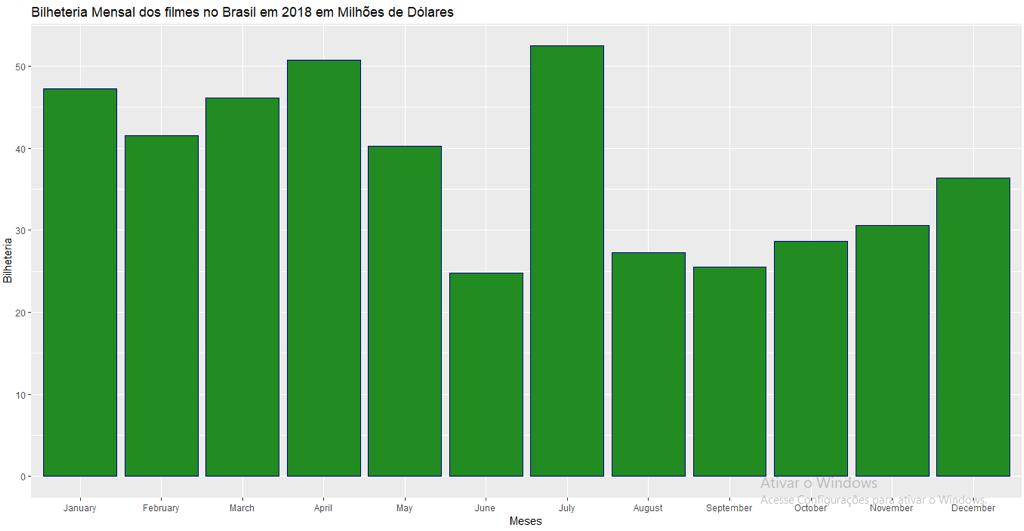 Bilheteria Mensal dos filmes no Brasil em 2018 em Milhões de Dólares
50
40
30
20
10
0
Bilheteria
January February March April May June July August September October November December
Meses
Ativar o Windows
Acesse Configurações para ativar o Windows.